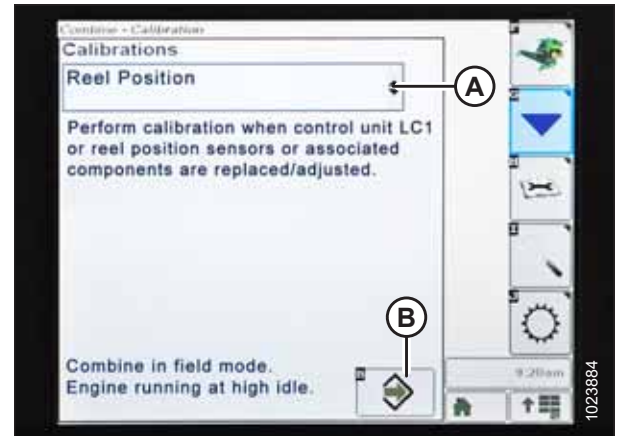 Combine - Calibration
Calibrations
Reel Position
A
Perform calibration when control unit LC1
or reel position sensors or associated
components are replaced/adjusted.
B
Combine in field mode.
Engine running at high idle.
9:20am
1023884